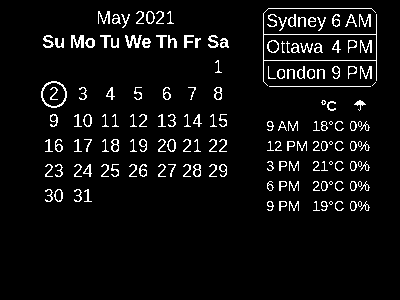 May 2021
Su Mo Tu We Th Fr Sa
1
2 3 4 5 6 7 8
9 10 11 12 13 14 15
16 17 18 19 20 21 22
23 24 25 26 27 28 29
30 31
Sydney 6 AM
Ottawa 4 PM
London 9 PM
°C ☂
9 AM 18°C 0%
12 PM 20°C 0%
3 PM 21°C 0%
6 PM 20°C 0%
9 PM 19°C 0%